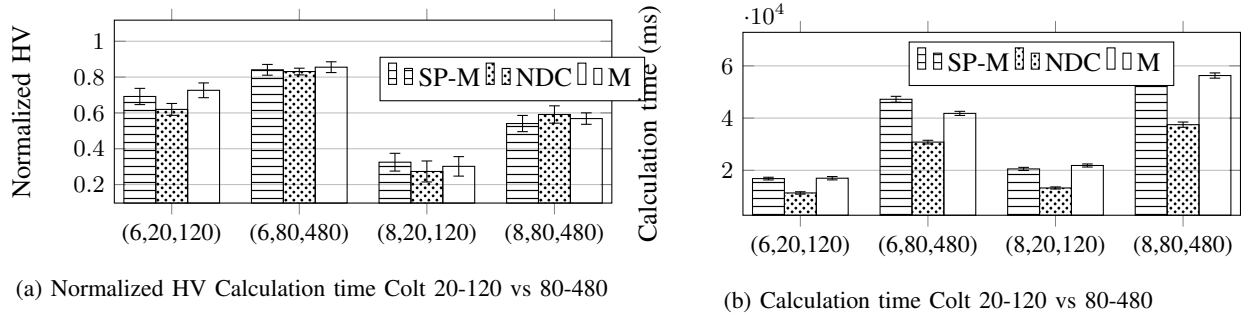 Normalized HV
1
0.8
0.6
0.4
0.2
SP-M NDC M
(6,20,120) (6,80,480) (8,20,120) (8,80,480)
(a) Normalized HV Calculation time Colt 20-120 vs 80-480
Calculation time (ms)
·10⁴
6
4
2
SP-M NDC M
(6,20,120) (6,80,480) (8,20,120) (8,80,480)
(b) Calculation time Colt 20-120 vs 80-480